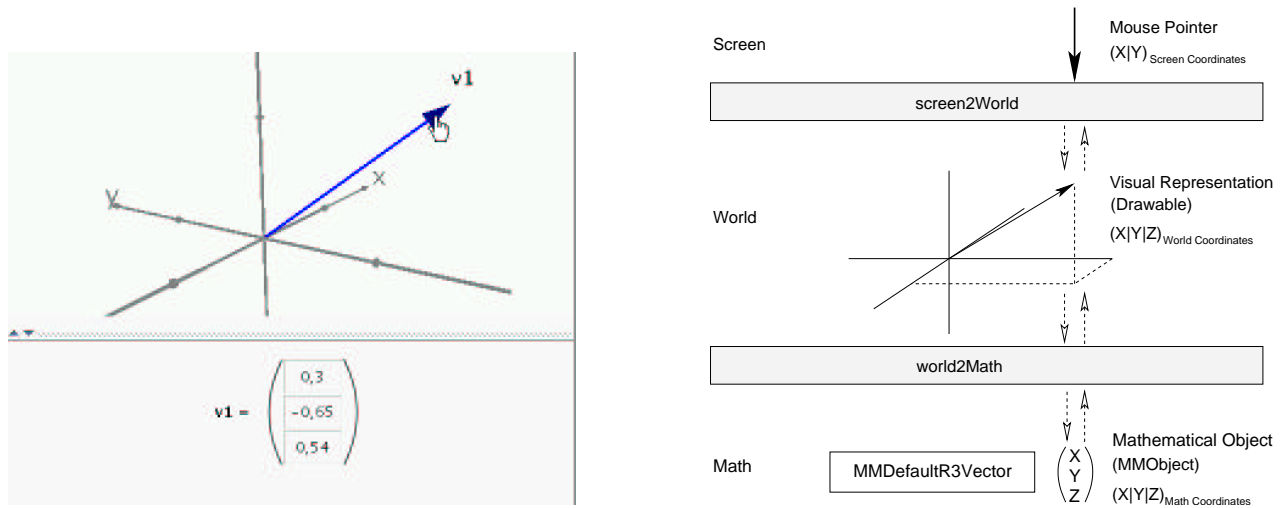 v1
X
y
v1 =
0,3
-0,65
0,54
Screen
Mouse Pointer
(X|Y) Screen Coordinates
screen2World
World
Visual Representation
(Drawable)
(X|Y|Z) World Coordinates
world2Math
Math
MMDefaultR3Vector
X
Y
Z
Mathematical Object
(MMObject)
(X|Y|Z) Math Coordinates